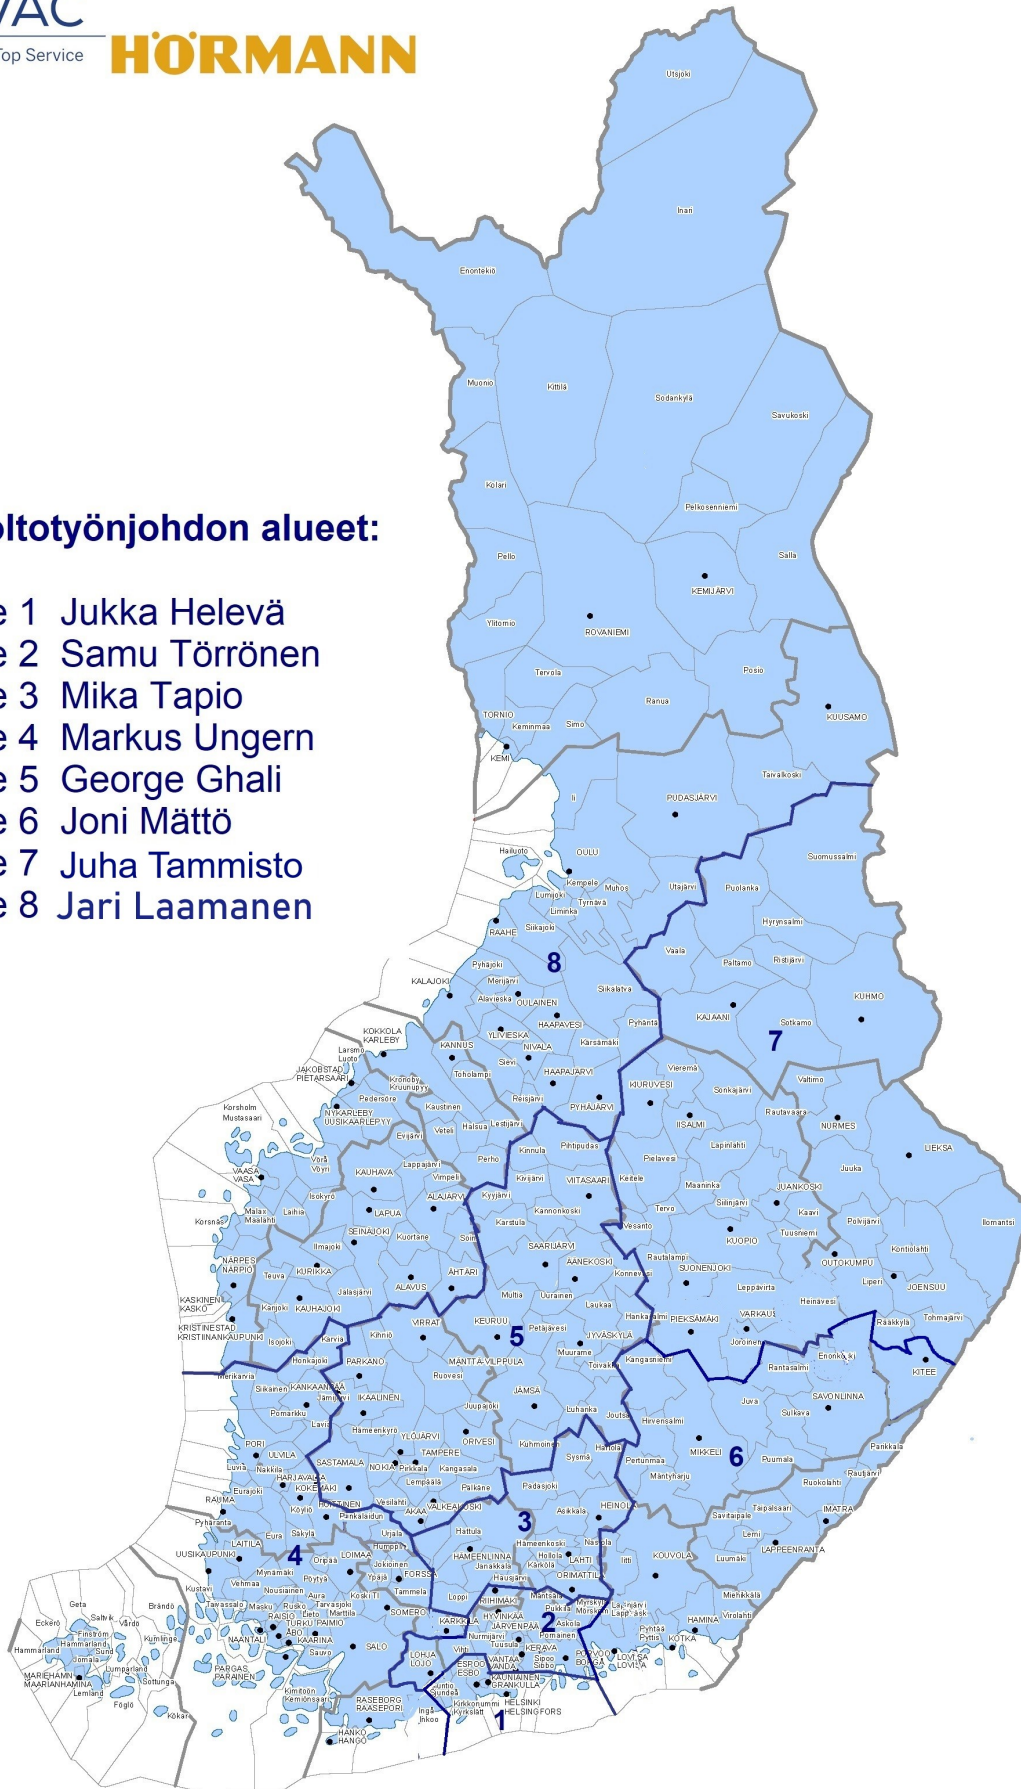 VAC
Top Service
HÖRMANN
oltotyönjohdon alueet:
e 1 Jukka Helevä
e 2 Samu Törrönen
e 3 Mika Tapio
e 4 Markus Ungern
e 5 George Ghali
e 6 Joni Mättö
e 7 Juha Tammisto
e 8 Jari Laamanen
Utsjoki
Inari
Enontekiö
Muonio
Kittilä
Sodankylä
Savukoski
Kolari
Pelkosenniemi
Pello
Salla
KEMIJÄRVI
Ylitornio
ROVANIEMI
Tervola
Posio
Ranua
TORNIO
Keminmaa
Simo
KUUSAMO
KEMI
Taivalkoski
Ii
PUDASJÄRVI
Hailuoto
OULU
Suomussalmi
Kempele
Muhos
Utajärvi
Puolanka
Lumijoki
Tyrnävä
Liminka
Hyrynsalmi
RAAHE
Siikajoki
Vaala
Paltamo
Ristijärvi
8
Pyhäjoki
Merijärvi
KALAJOKI
Siikalatva
KUHMO
Alavieska
OULAINEN
KAJAANI
Sotkamo
HAAPAVESI
Pyhäntä
7
KOKKOLA
KARLEBY
YLIVIESKA
NIVALA
Kärsämäki
KANNUS
Larsmo
Luoto
Sievi
Toholampi
HAAPAJÄRVI
Vieremä
JAKOBSTAD
PIETARSAARI
Kronoby
Kruunupyy
KIURUVESI
Sonkajärvi
Valtimo
Pedersöre
Reisjärvi
PYHÄJÄRVI
Rautavaara
Korsholm
Mustasaari
NYKARLEBY
UUSIKAARLEPYY
Kaustinen
IISALMI
NURMES
Veteli
Halsua
Lestijärvi
Evijärvi
Pihtipudas
Lapinlahti
LIEKSA
Kinnula
Perho
Pielavesi
Vörå
Vöyri
Lappajärvi
Juuka
VAASA
VASA
KAUHAVA
Vimpeli
Kivijärvi
VIITASAARI
Keitele
Maaninka
JUANKOSKI
Isokyrö
ALAJÄRVI
Kyyjärvi
Kannonkoski
Siilinjärvi
Malax
Maalahti
Laihia
LAPUA
Tervo
Kaavi
Korsnäs
Karstula
Vesanto
Polvijärvi
Ilomantsi
SEINÄJOKI
Kuortane
Soini
Tuusniemi
KUOPIO
Ilmajoki
SAARIJÄRVI
Kontiolahti
Rautalampi
OUTOKUMPU
NÄRPES
NÄRPIÖ
KURIKKA
ÄHTÄRI
ÄÄNEKOSKI
Konnevesi
SUONENJOKI
Liperi
JOENSUU
Teuva
ALAVUS
Jalasjärvi
Multia
Uurainen
Leppävirta
Heinävesi
KASKINEN
KASKÖ
Karijoki
KAUHAJOKI
Laukaa
Hankasalmi
PIEKSÄMÄKI
VARKAUS
Rääkkylä
Tohmajärvi
KRISTINESTAD
KRISTIINANKAUPUNKI
Isojoki
Karvia
Kihniö
VIRRAT
KEURUU
Petäjävesi
5
JYVÄSKYLÄ
Joroinen
Muurame
Enonkoski
Honkajoki
PARKANO
MÄNTTÄ-VILPPULA
Toivakka
Kangasniemi
Rantasalmi
KITEE
Merikarvia
Ruovesi
Siikainen
KANKAANPÄÄ
Jämijärvi
IKAALINEN
JÄMSÄ
SAVONLINNA
Juva
Pomarkku
Juupajoki
Luhanka
Joutsa
Hirvensalmi
Sulkava
Lavia
Hämeenkyrö
YLÖJÄRVI
ORIVESI
Kuhmoinen
Hartola
MIKKELI
6
Parikkala
PORI
ULVILA
TAMPERE
Sysmä
Pertunmaa
Puumala
Luvia
Nakkila
SASTAMALA
NOKIA
Pirkkala
Kangasala
Mäntyharju
Rautjärvi
HARJAVALTA
Lempäälä
Padasjoki
Ruokolahti
Eurajoki
KOKEMÄKI
Pälkäne
RAUMA
HUITTINEN
Vesilahti
VALKEAKOSKI
AKAA
HEINOLA
Taipalsaari
IMATRA
Köyliö
Punkalaidun
3
Asikkala
Savitaipale
Pyhäranta
Eura
Säkylä
Urjala
Hattula
Hämeenkoski
Nastola
Lemi
LAPPEENRANTA
LAITILA
Humppila
Hollola
LAHTI
UUSIKAUPUNKI
4
Oripää
LOIMAA
Jokioinen
HÄMEENLINNA
Janakkala
Kärkölä
Iitti
KOUVOLA
Luumäki
Mynämäki
Pöytyä
Ypäjä
FORSSA
Hausjärvi
ORIMATTILA
Kustavi
Vehmaa
Nousiainen
Aura
Koski Tl
Tammela
Loppi
Mäntsälä
Myrskylä
Miehikkälä
Taivassalo
Masku
Rusko
Tarvasjoki
RIIHIMÄKI
Pukkila
Mörskom
Lapinjärvi
Lappträsk
Virolahti
Geta
Brändö
RAISIO
Lieto
Marttila
SOMERO
HYVINKÄÄ
2
HAMINA
Saltvik
Vårdö
TURKU
ÅBO
PAIMIO
KARKKILA
JÄRVENPÄÄ
Askola
Pyhtää
Pyttis
Eckerö
Finström
Kumlinge
NAANTALI
KAARINA
Nurmijärvi
Pornainen
KOTKA
Hammarland
Sund
Sauvo
SALO
Vihti
Tuusula
KERAVA
PORVOO
BORGÅ
LOVIISA
LOVISA
Hammarland
Jomala
LOHJA
LOJO
VANTAA
VANDA
Sipoo
Sibbo
Lumparland
PARGAS
PARAINEN
ESPOO
ESBO
MARIEHAMN
MAARIANHAMINA
Sottunga
KAUNIAINEN
GRANKULLA
Lemland
Kimitoön
Kemiönsaari
Siuntio
Sjundeå
Föglö
RASEBORG
RAASEPORI
Kirkkonummi
Kyrkslätt
HELSINKI
HELSINGFORS
Kökar
Ingå
Inkoo
1
HANKO
HANGÖ